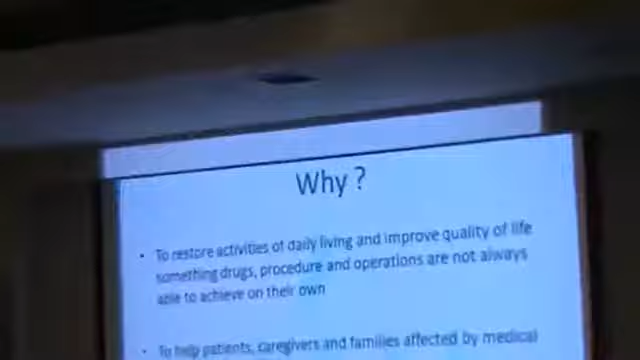 Why ?
• To restore activities of daily living and improve quality of life
something drugs, procedure and operations are not always
able to achieve on their own
• To help patients, caregivers and families affected by medical